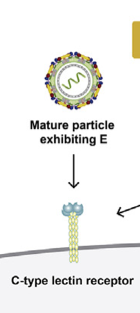 Mature particle
exhibiting E
C-type lectin receptor